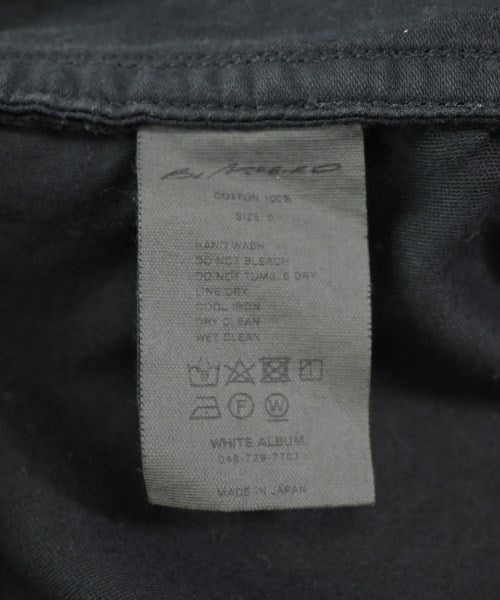 COTTON 100%
SIZE 0
HAND WASH
DO NOT BLEACH
DO NOT TUMBLE DRY
LINE DRY
COOL IRON
DRY CLEAN
WET CLEAN
F W
WHITE ALBUM
048-729-7707
MADE IN JAPAN